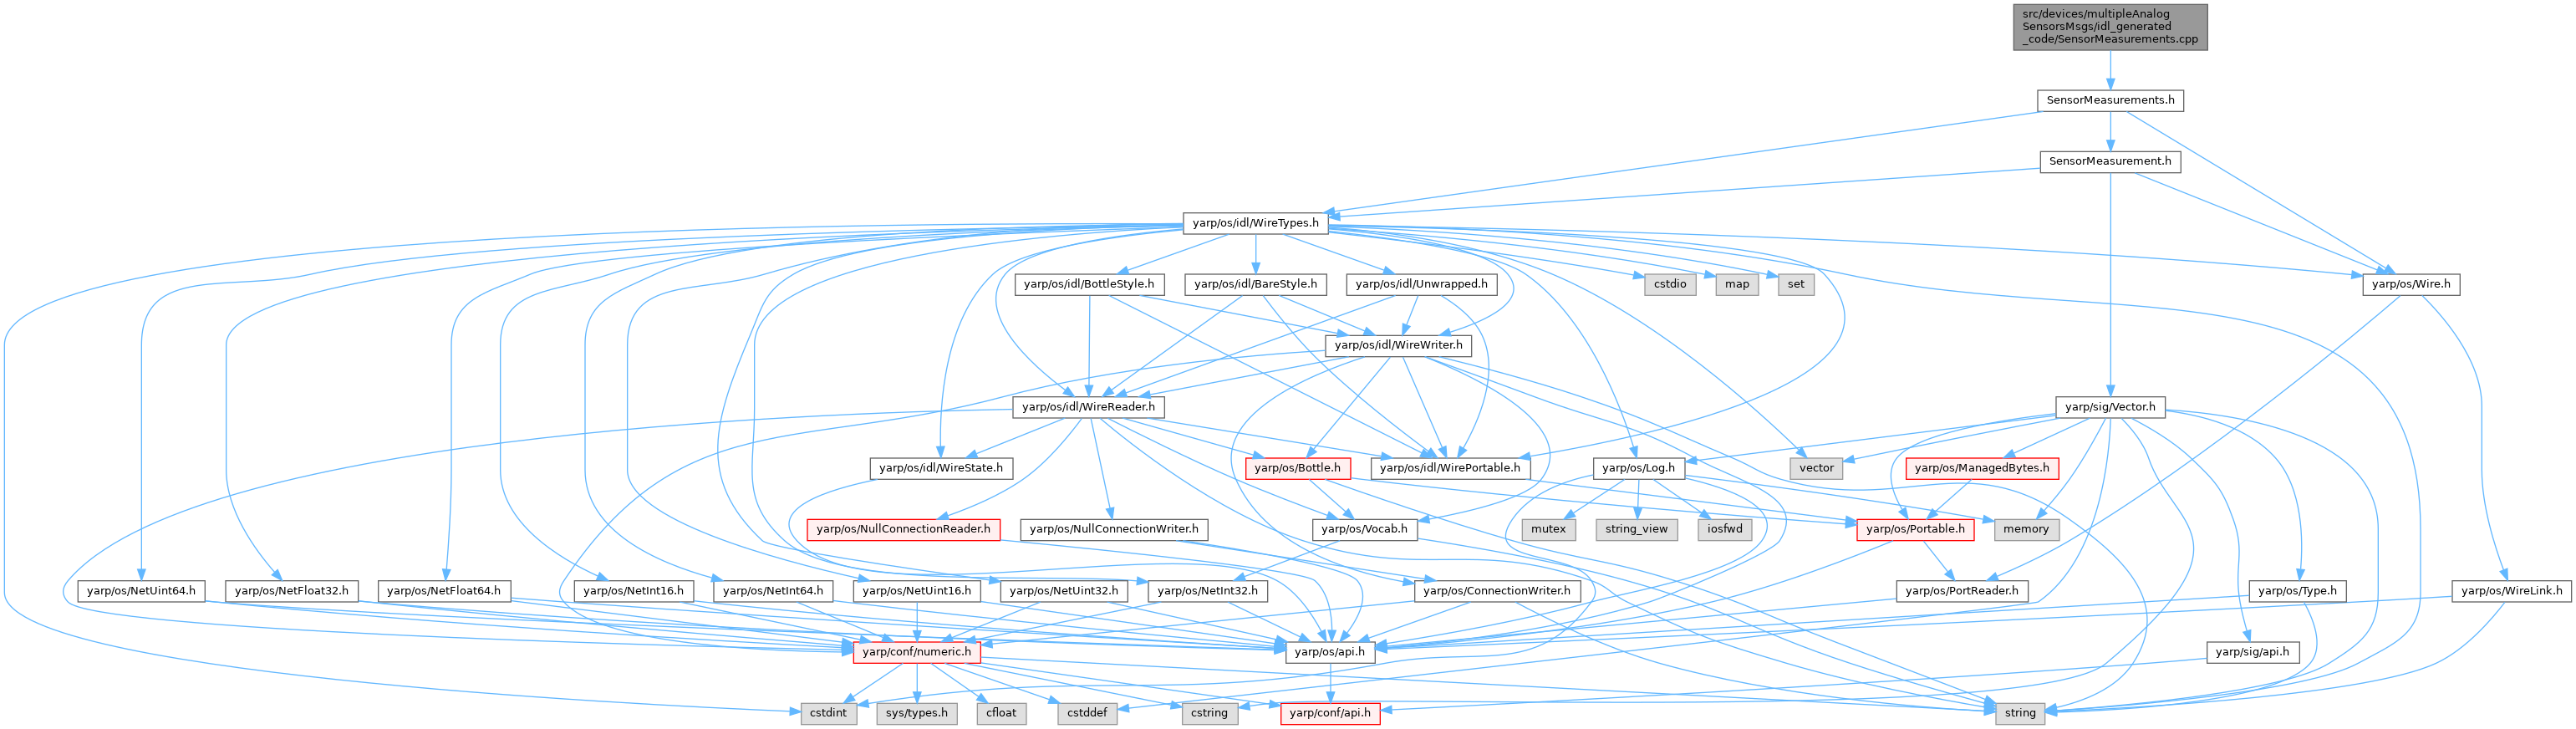 src/devices/multipleAnalog
SensorsMsgs/idl_generated
_code/SensorMeasurements.cpp
SensorMeasurements.h
SensorMeasurement.h
yarp/os/idl/WireTypes.h
yarp/os/idl/BottleStyle.h
yarp/os/idl/BareStyle.h
yarp/os/idl/Unwrapped.h
cstdio
map
set
yarp/os/Wire.h
yarp/os/idl/WireWriter.h
yarp/os/idl/WireReader.h
yarp/sig/Vector.h
yarp/os/idl/WireState.h
yarp/os/Bottle.h
yarp/os/idl/WirePortable.h
yarp/os/Log.h
vector
yarp/os/ManagedBytes.h
yarp/os/NullConnectionReader.h
yarp/os/NullConnectionWriter.h
yarp/os/Vocab.h
mutex
string_view
iosfwd
yarp/os/Portable.h
memory
yarp/os/NetUint64.h
yarp/os/NetFloat32.h
yarp/os/NetFloat64.h
yarp/os/NetInt16.h
yarp/os/NetInt64.h
yarp/os/NetUint16.h
yarp/os/NetUint32.h
yarp/os/NetInt32.h
yarp/os/ConnectionWriter.h
yarp/os/PortReader.h
yarp/os/Type.h
yarp/os/WireLink.h
yarp/conf/numeric.h
yarp/os/api.h
yarp/sig/api.h
cstdint
sys/types.h
cfloat
cstddef
cstring
yarp/conf/api.h
string